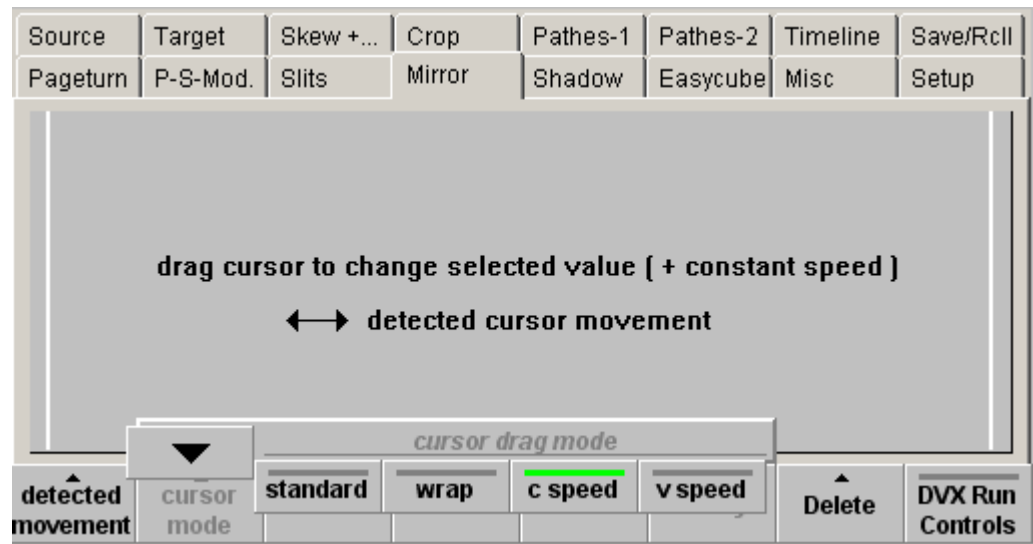 Source Target Skew +... Crop Pathes-1 Pathes-2 Timeline Save/Rcll
Pageturn P-S-Mod. Slits Mirror Shadow Easycube Misc Setup
drag cursor to change selected value ( + constant speed )
detected cursor movement
cursor drag mode
detected movement
cursor mode
standard wrap c speed v speed
Delete
DVX Run Controls